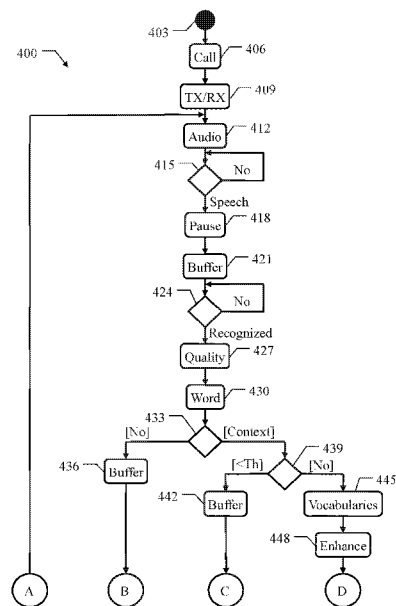 403
Call
406
400
TX/RX
409
Audio
412
415
No
Speech
Pause
418
Buffer
421
424
No
Recognized
Quality
427
Word
430
433
[No]
[Context]
439
436
Buffer
[<Th]
[No]
442
Buffer
445
Vocabularies
448
Enhance
A
B
C
D